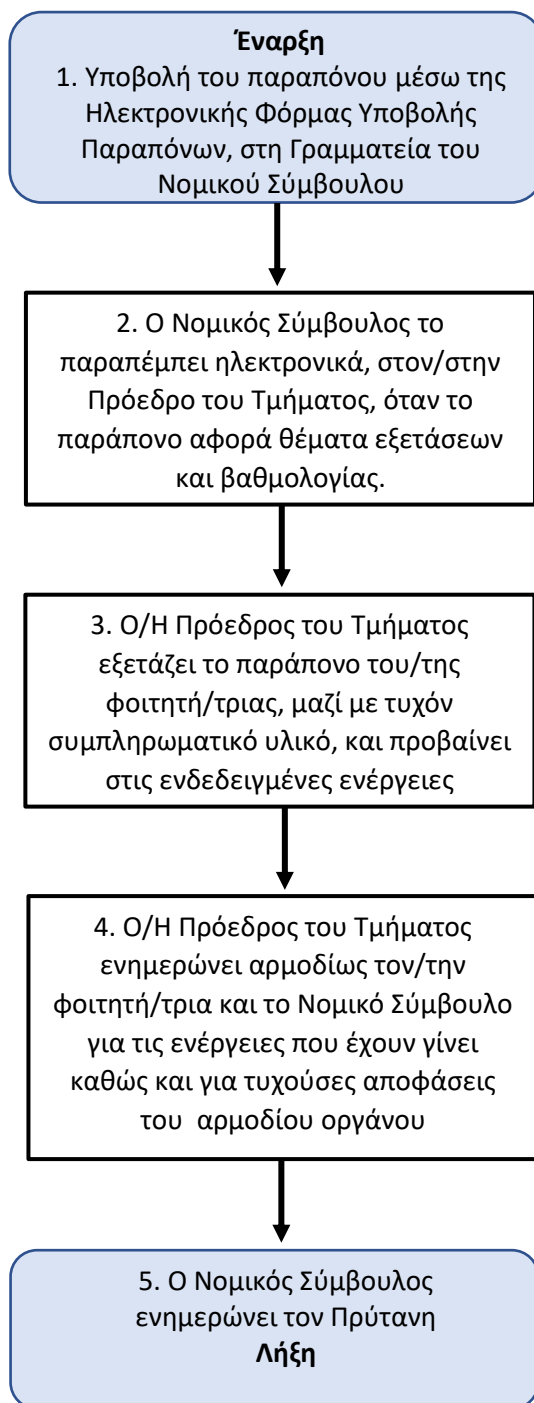 Έναρξη
1. Υποβολή του παραπόνου μέσω της
Ηλεκτρονικής Φόρμας Υποβολής
Παραπόνων, στη Γραμματεία του
Νομικού Σύμβουλου
2. Ο Νομικός Σύμβουλος το
παραπέμπει ηλεκτρονικά, στον/στην
Πρόεδρο του Τμήματος, όταν το
παράπονο αφορά θέματα εξετάσεων
και βαθμολογίας.
3. Ο/Η Πρόεδρος του Τμήματος
εξετάζει το παράπονο του/της
φοιτητή/τριας, μαζί με τυχόν
συμπληρωματικό υλικό, και προβαίνει
στις ενδεδειγμένες ενέργειες
4. Ο/Η Πρόεδρος του Τμήματος
ενημερώνει αρμοδίως τον/την
φοιτητή/τρια και το Νομικό Σύμβουλο
για τις ενέργειες που έχουν γίνει
καθώς και για τυχούσες αποφάσεις
του αρμοδίου οργάνου
5. Ο Νομικός Σύμβουλος
ενημερώνει τον Πρύτανη
Λήξη